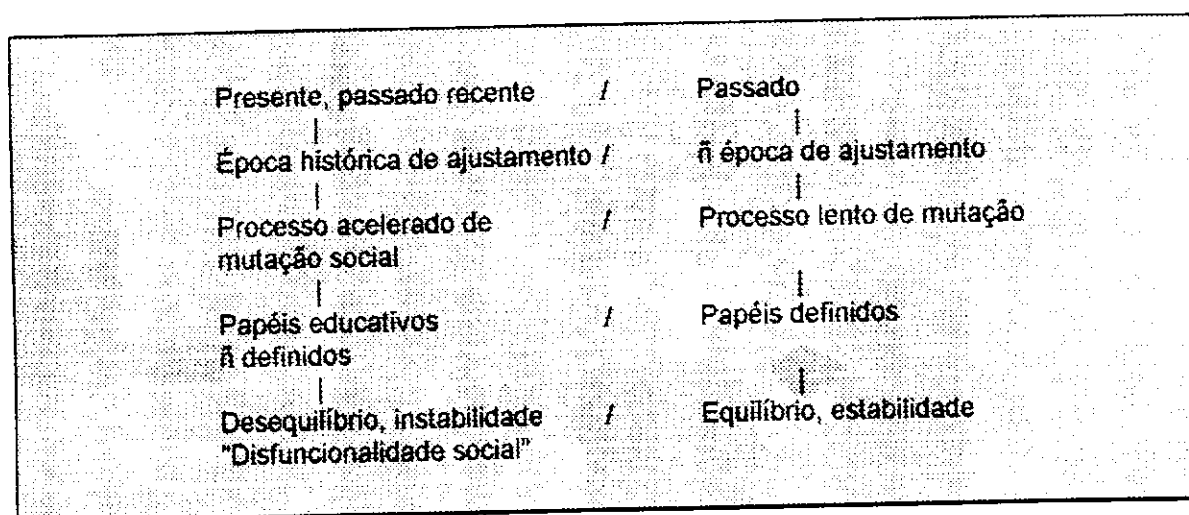 Presente, passado recente / Passado
Época histórica de ajustamento / ñ época de ajustamento
Processo acelerado de / Processo lento de mutação
mutação social
Papéis educativos / Papéis definidos
ñ definidos
Desequilíbrio, instabilidade / Equilíbrio, estabilidade
"Disfuncionalidade social"